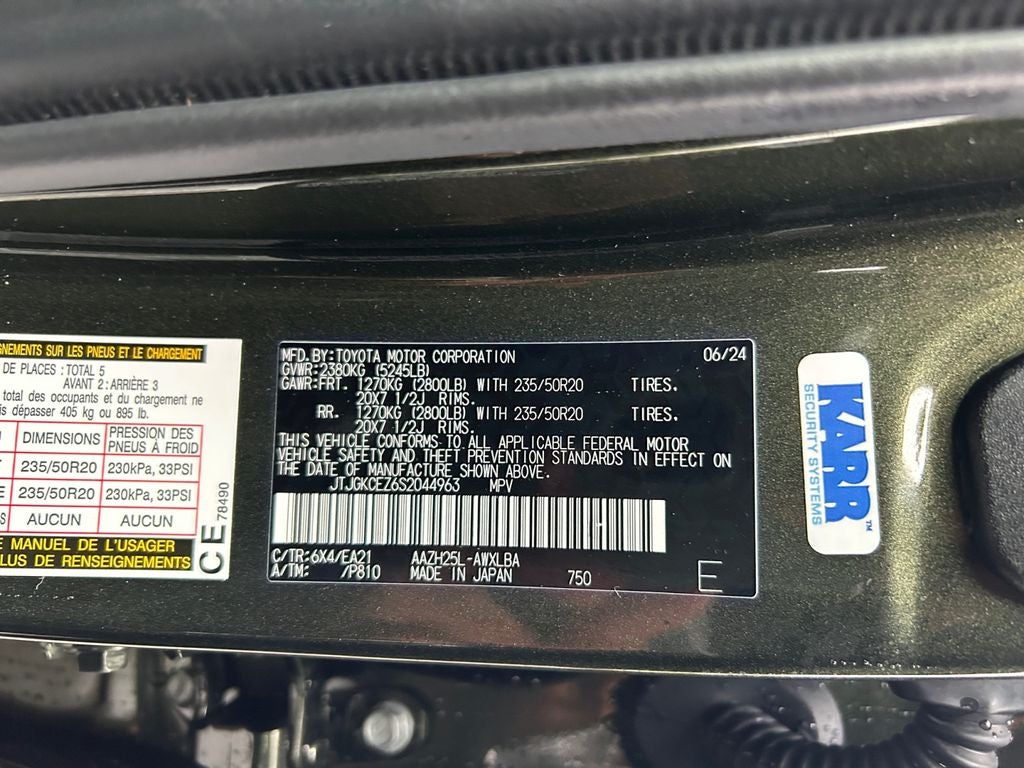 GNEMENTS SUR LES PNEUS ET LE CHARGEMENT
DE PLACES : TOTAL 5
AVANT 2 : ARRIÈRE 3
total des occupants et du chargement ne
is dépasser 405 kg ou 895 lb.
DIMENSIONS PRESSION DES PNEUS À FROID
235/50R20 230kPa, 33PSI
E 235/50R20 230kPa, 33PSI
S AUCUN AUCUN
E MANUEL DE L'USAGER
LUS DE RENSEIGNEMENTS
CE 78490
MFD.BY:TOYOTA MOTOR CORPORATION 06/24
GVWR:2380KG (5245LB)
GAWR:FRT. 1270KG (2800LB) WITH 235/50R20 TIRES.
20X7 1/2J RIMS.
RR. 1270KG (2800LB) WITH 235/50R20 TIRES.
20X7 1/2J RIMS.
THIS VEHICLE CONFORMS TO ALL APPLICABLE FEDERAL MOTOR
VEHICLE SAFETY AND THEFT PREVENTION STANDARDS IN EFFECT ON
THE DATE OF MANUFACTURE SHOWN ABOVE.
JTJGKCEZ6S2044963 MPV
C/TR:6X4/EA21 AAZH25L-AWXLBA
A/TM: /P810 MADE IN JAPAN 750
E
KARR™
SECURITY SYSTEMS